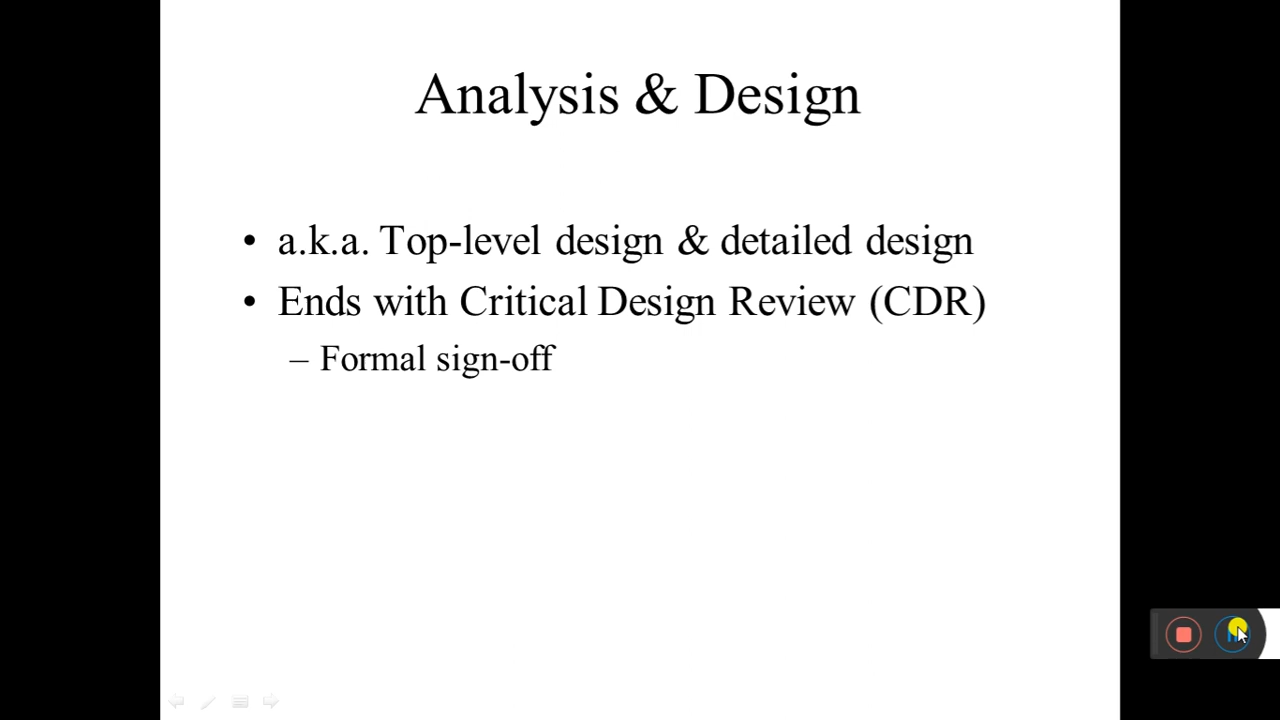 Analysis & Design
• a.k.a. Top-level design & detailed design
• Ends with Critical Design Review (CDR)
– Formal sign-off